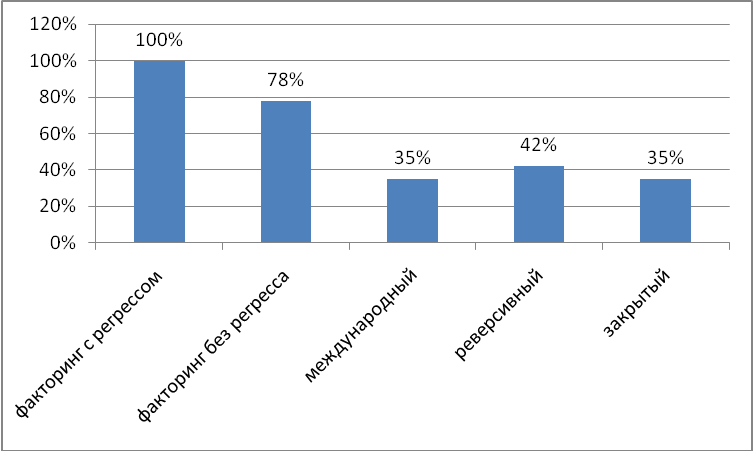 120%
100%
80%
60%
40%
20%
0%
100%
78%
35%
42%
35%
факторинг с регрессом
факторинг без регресса
международный
реверсивный
закрытый